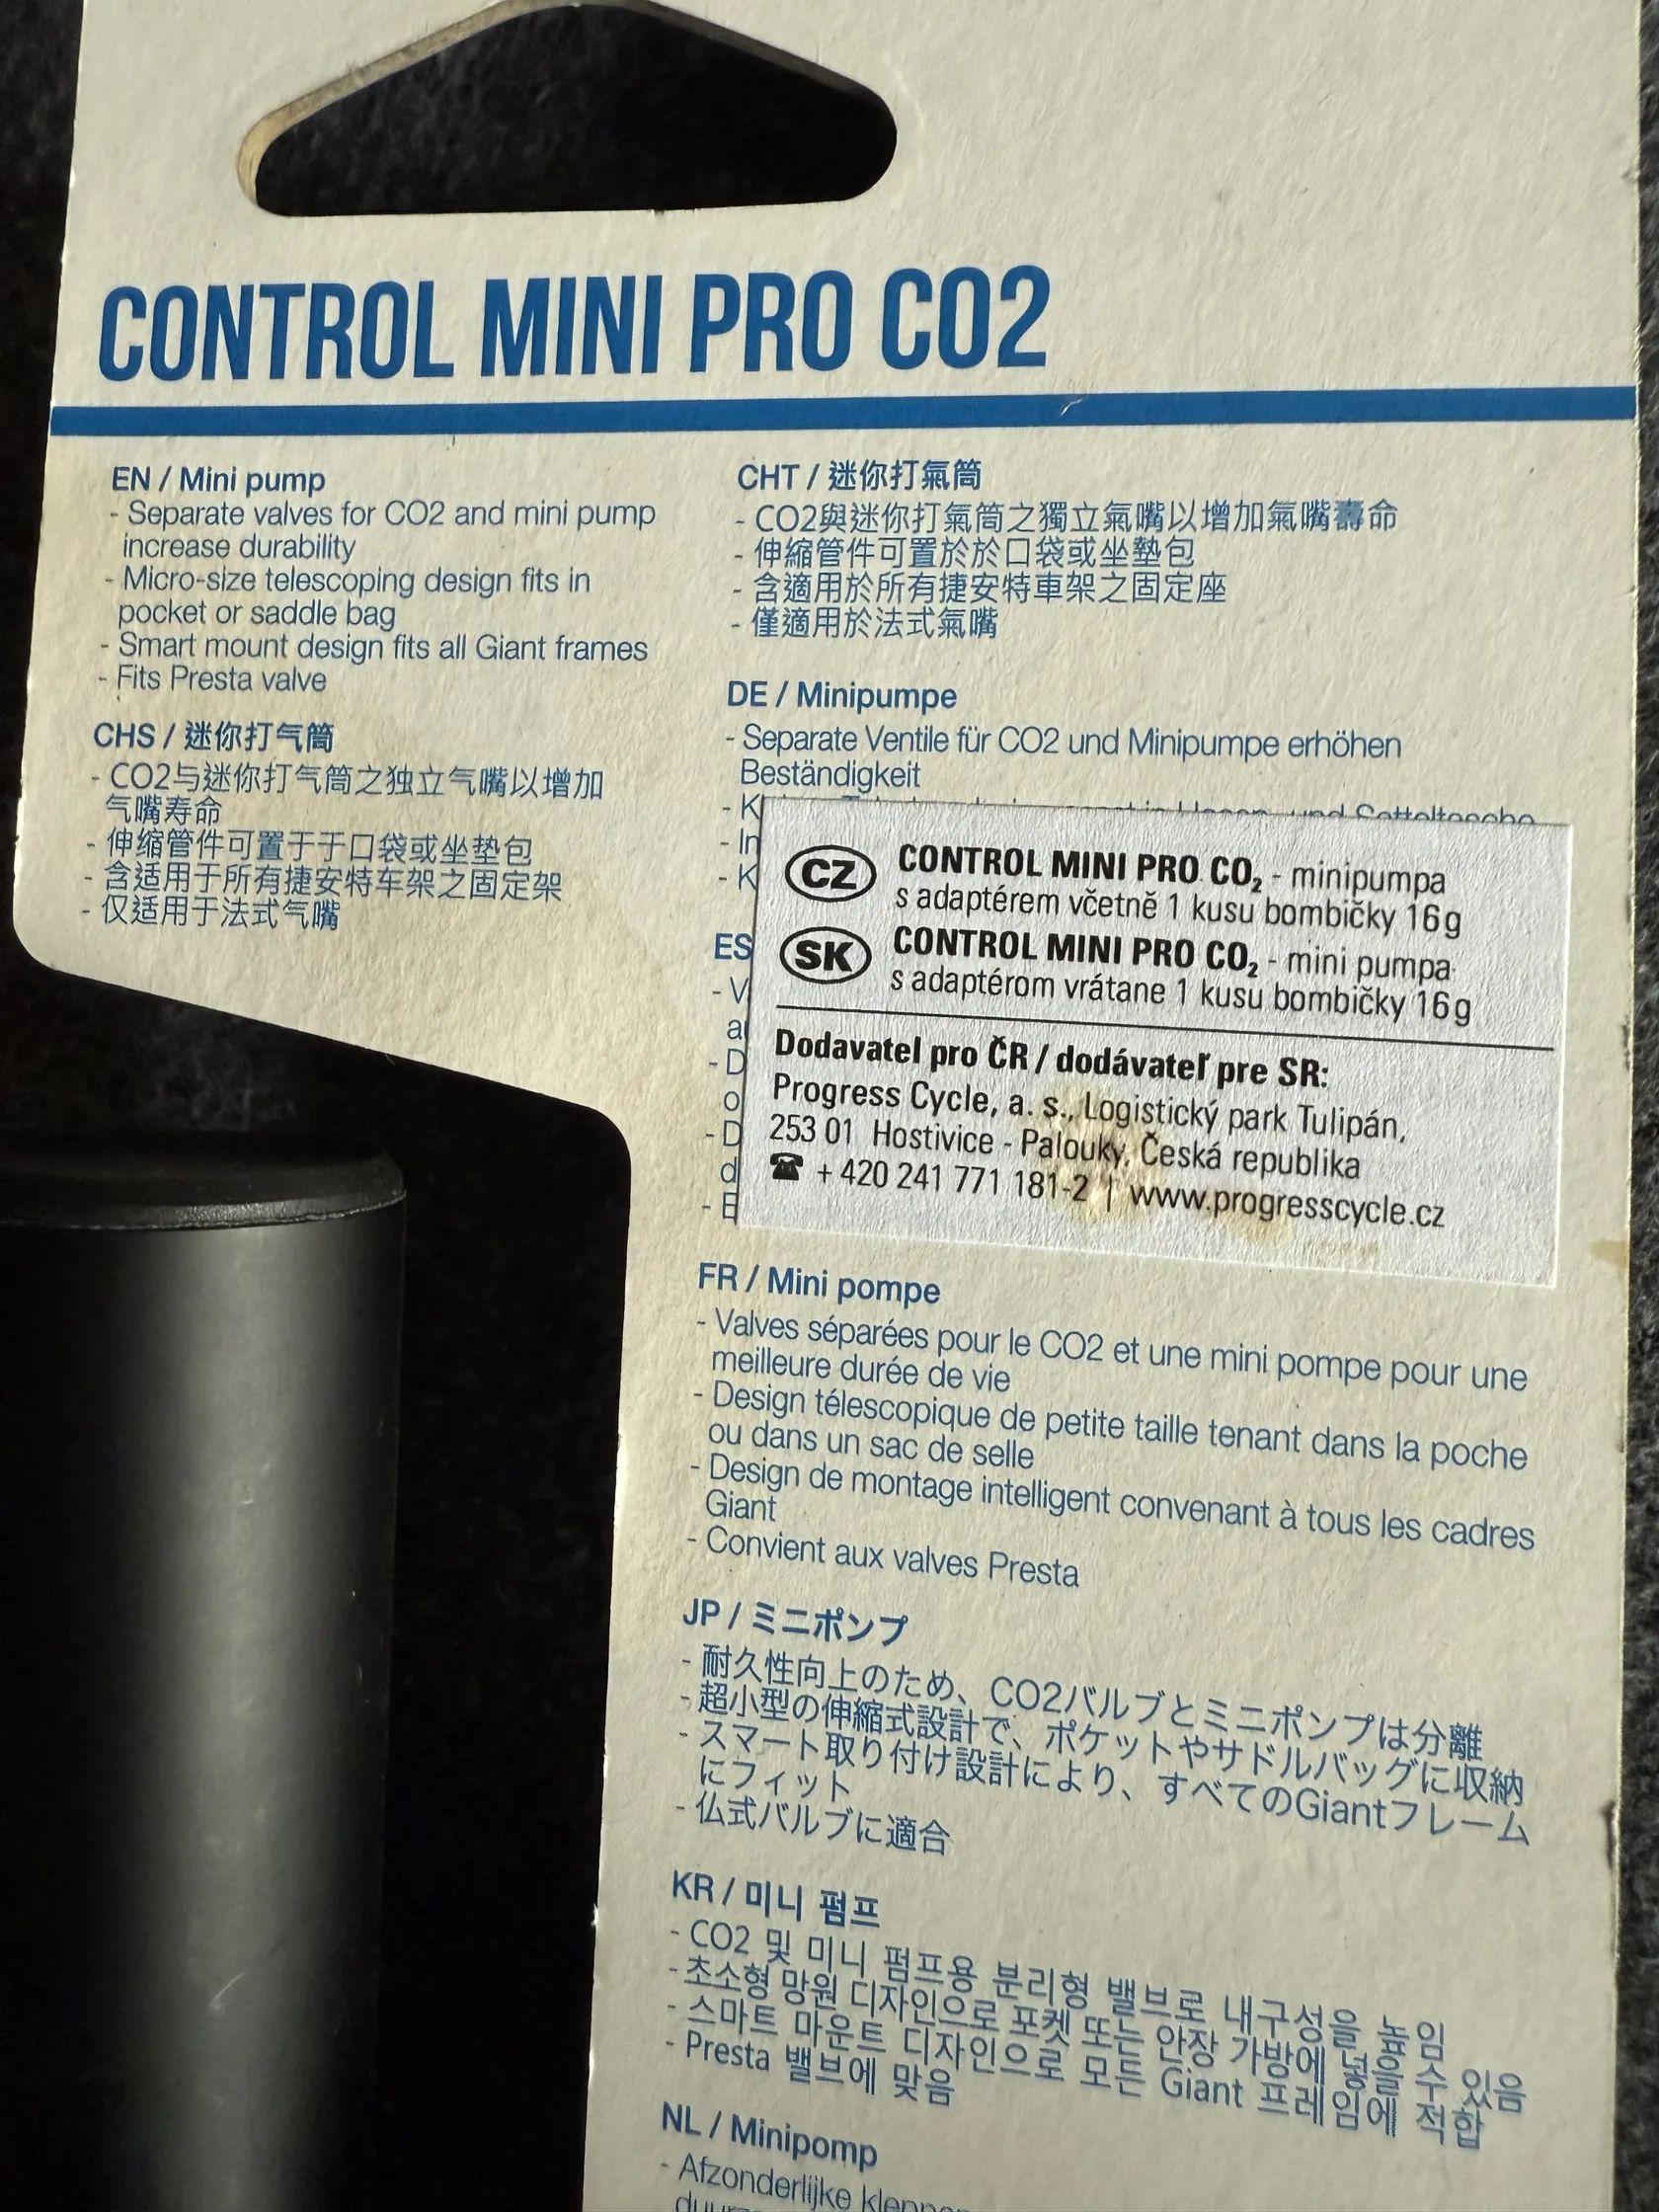 CONTROL MINI PRO CO2
EN / Mini pump
- Separate valves for CO2 and mini pump
increase durability
- Micro-size telescoping design fits in
pocket or saddle bag
- Smart mount design fits all Giant frames
- Fits Presta valve
CHS / 迷你打气筒
- CO2与迷你打气筒之独立气嘴以增加
气嘴寿命
- 伸缩管件可置于于口袋或坐垫包
- 含适用于所有捷安特车架之固定架
- 仅适用于法式气嘴
CHT / 迷你打氣筒
- CO2與迷你打氣筒之獨立氣嘴以增加氣嘴壽命
- 伸縮管件可置於於口袋或坐墊包
- 含適用於所有捷安特車架之固定座
- 僅適用於法式氣嘴
DE / Minipumpe
- Separate Ventile für CO2 und Minipumpe erhöhen
Beständigkeit
- und Satteltasche
- In
- K
ES
- V
- D
o
- D
d
- E
CZ CONTROL MINI PRO CO₂ - minipumpa
s adaptérem včetně 1 kusu bombičky 16g
SK CONTROL MINI PRO CO₂ - mini pumpa
s adaptérom vrátane 1 kusu bombičky 16g
Dodavatel pro ČR / dodávateľ pre SR:
Progress Cycle, a. s., Logistický park Tulipán,
253 01 Hostivice - Palouky, Česká republika
☎ + 420 241 771 181-2 | www.progresscycle.cz
FR / Mini pompe
- Valves séparées pour le CO2 et une mini pompe pour une
meilleure durée de vie
- Design télescopique de petite taille tenant dans la poche
ou dans un sac de selle
- Design de montage intelligent convenant à tous les cadres
Giant
- Convient aux valves Presta
JP / ミニポンプ
- 耐久性向上のため、CO2バルブとミニポンプは分離
- 超小型の伸縮式設計で、ポケットやサドルバッグに収納
- スマート取り付け設計により、すべてのGiantフレーム
にフィット
- 仏式バルブに適合
KR / 미니 펌프
- CO2 및 미니 펌프용 분리형 밸브로 내구성을 높임
- 초소형 망원 디자인으로 포켓 또는 안장 가방에 넣을 수 있음
- 스마트 마운트 디자인으로 모든 Giant 프레임에 적합
- Presta 밸브에 맞음
NL / Minipomp
- Afzonderlijke